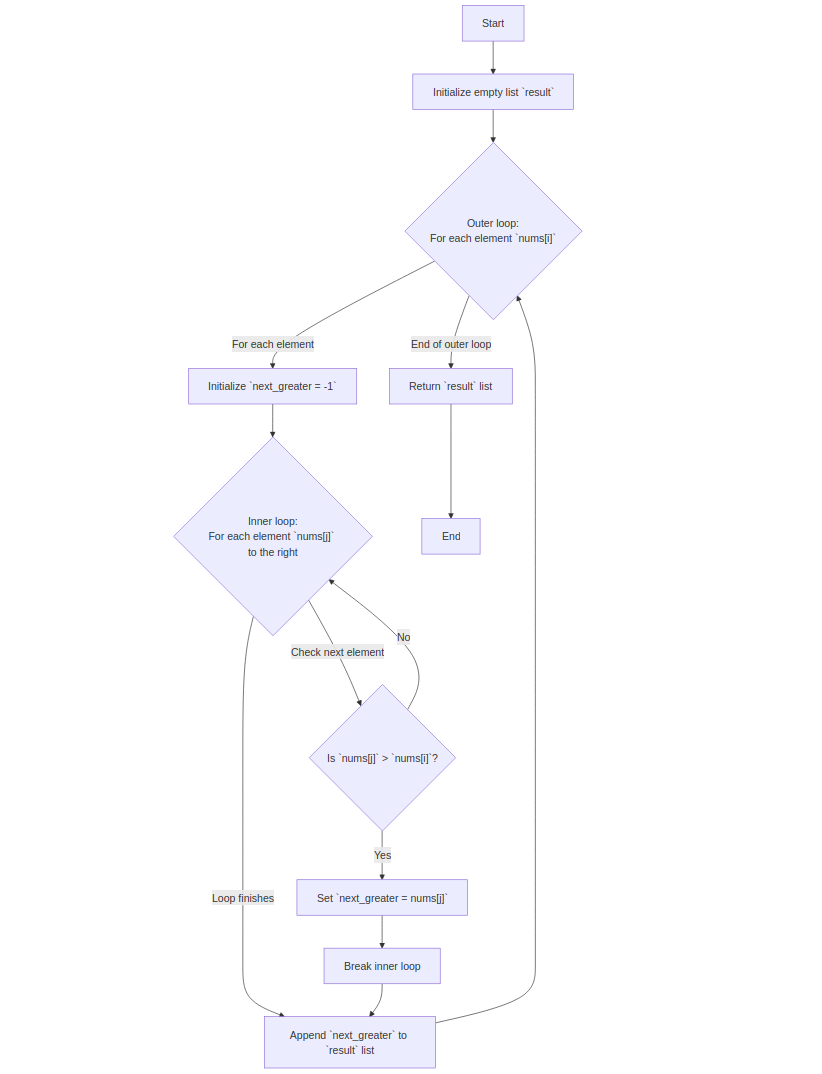 Start
Initialize empty list `result`
Outer loop:
For each element `nums[i]`
For each element
End of outer loop
Initialize `next_greater = -1`
Return `result` list
Inner loop:
For each element `nums[j]`
to the right
End
No
Check next element
Is `nums[j]` > `nums[i]`?
Yes
Loop finishes
Set `next_greater = nums[j]`
Break inner loop
Append `next_greater` to
`result` list